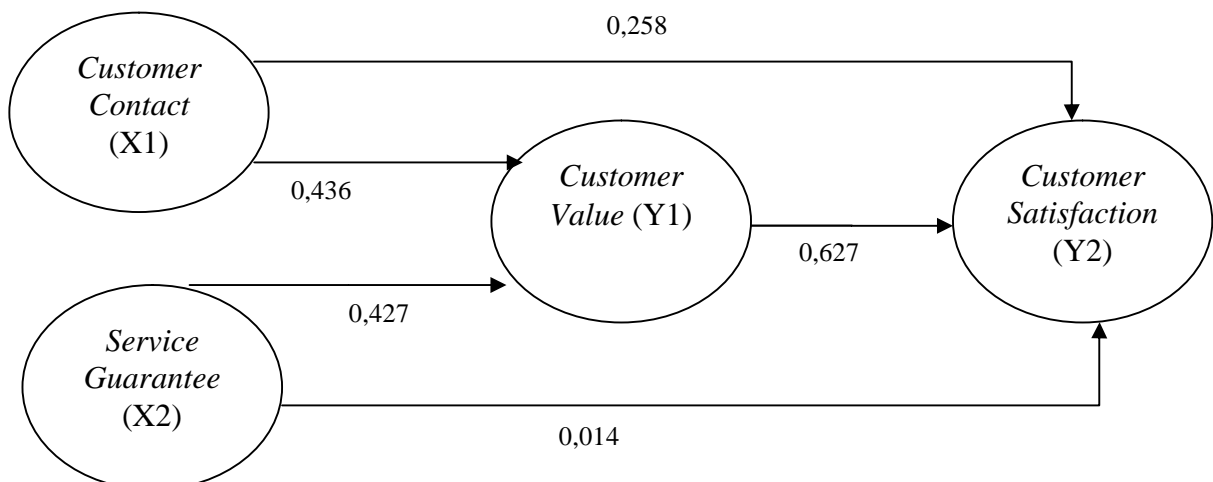 0,258
Customer
Contact
(X1)
0,436
Customer
Value (Y1)
0,627
Customer
Satisfaction
(Y2)
0,427
Service
Guarantee
(X2)
0,014